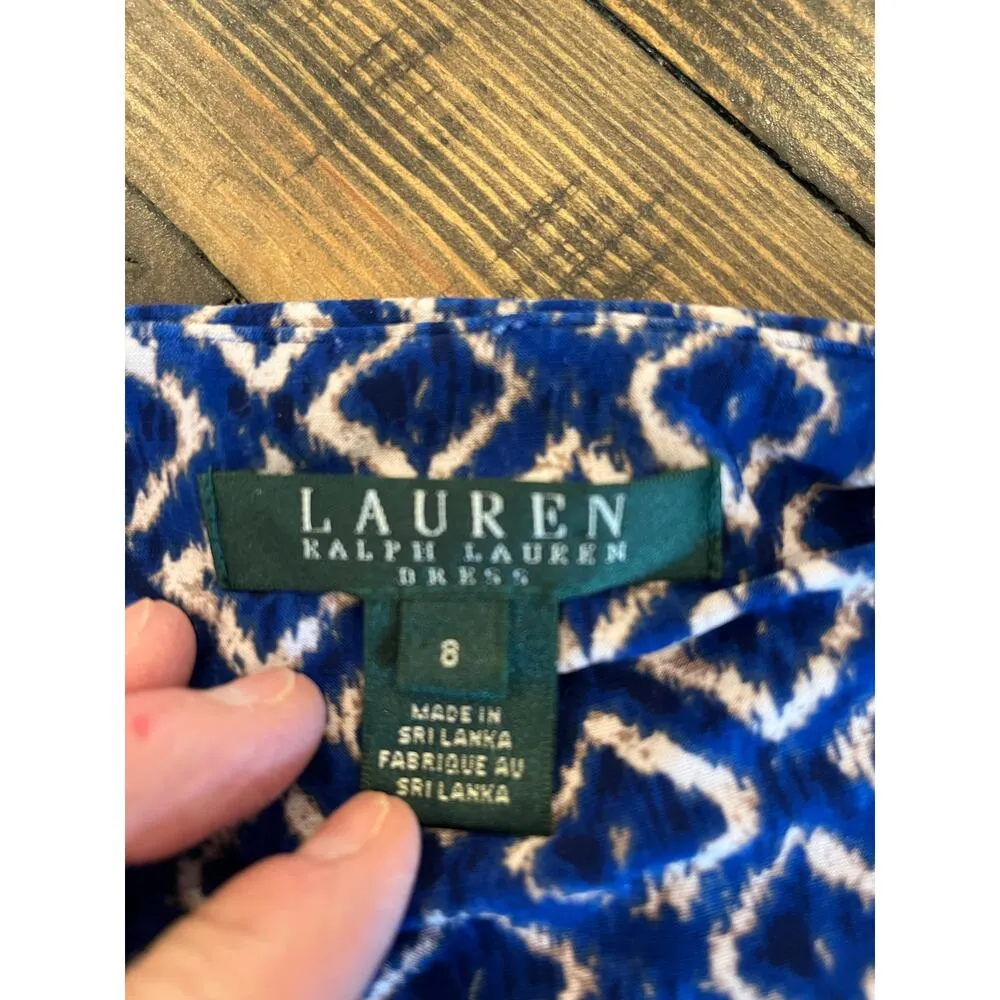 LAUREN
RALPH LAUREN
DRESS
8
MADE IN
SRI LANKA
FABRIQUE AU
SRI LANKA